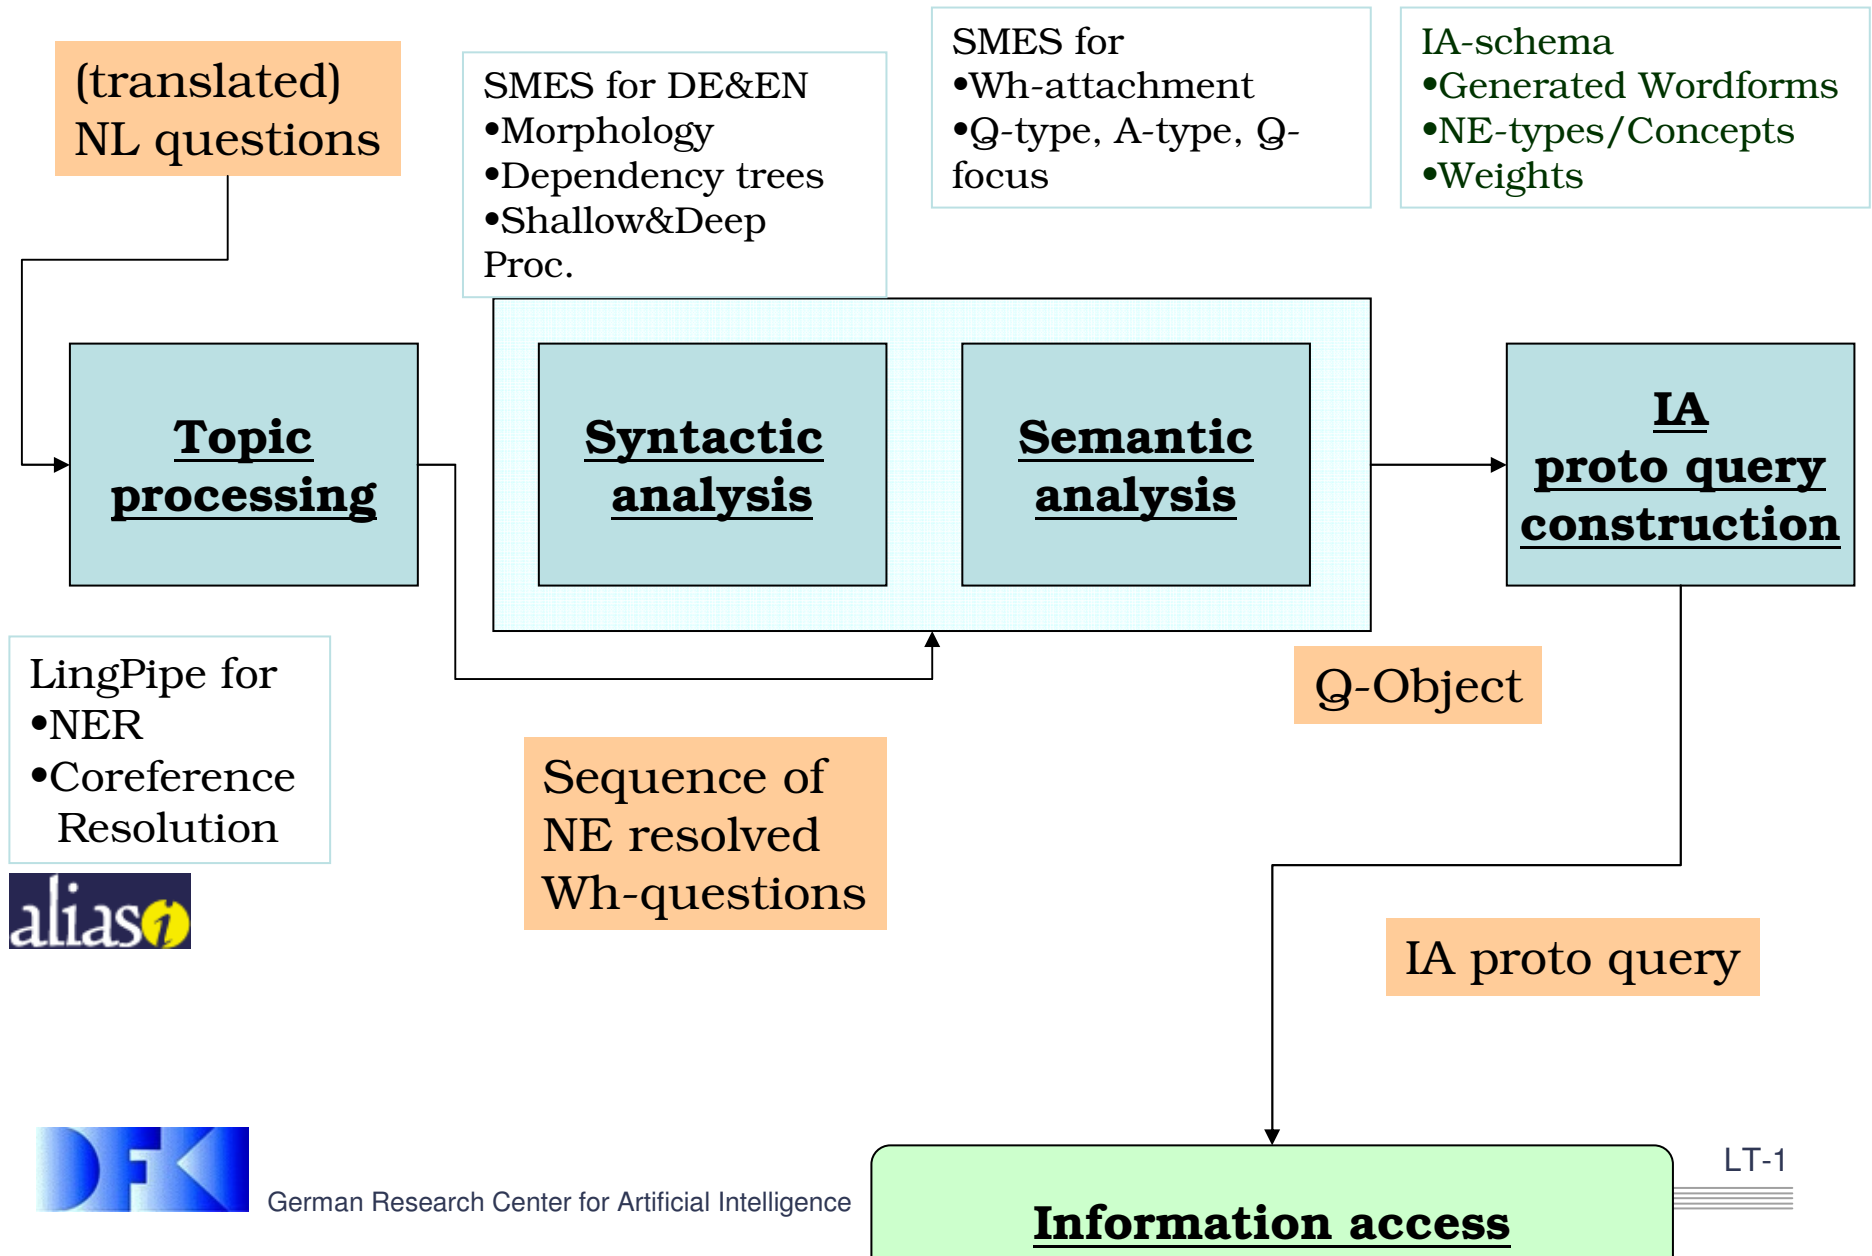 (translated)
NL questions
SMES for DE&EN
•Morphology
•Dependency trees
•Shallow&Deep
Proc.
SMES for
•Wh-attachment
•Q-type, A-type, Q-
focus
IA-schema
•Generated Wordforms
•NE-types/Concepts
•Weights
Topic
processing
Syntactic
analysis
Semantic
analysis
IA
proto query
construction
LingPipe for
•NER
•Coreference
Resolution
aliasi
Sequence of
NE resolved
Wh-questions
Q-Object
IA proto query
DFKI
German Research Center for Artificial Intelligence
Information access
LT-1